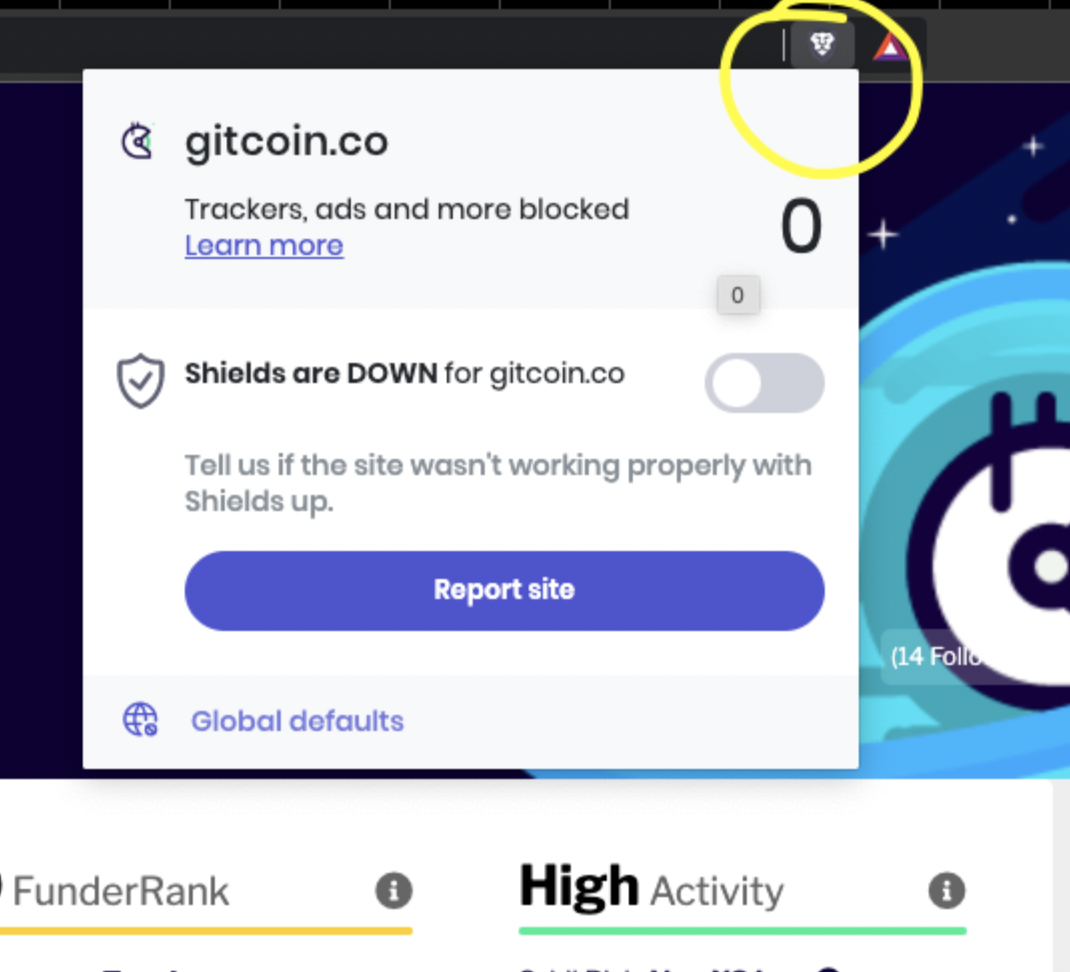 gitcoin.co
Trackers, ads and more blocked
Learn more
0
0
Shields are DOWN for gitcoin.co
Tell us if the site wasn't working properly with
Shields up.
Report site
(14 Follo
Global defaults
FunderRank
High Activity